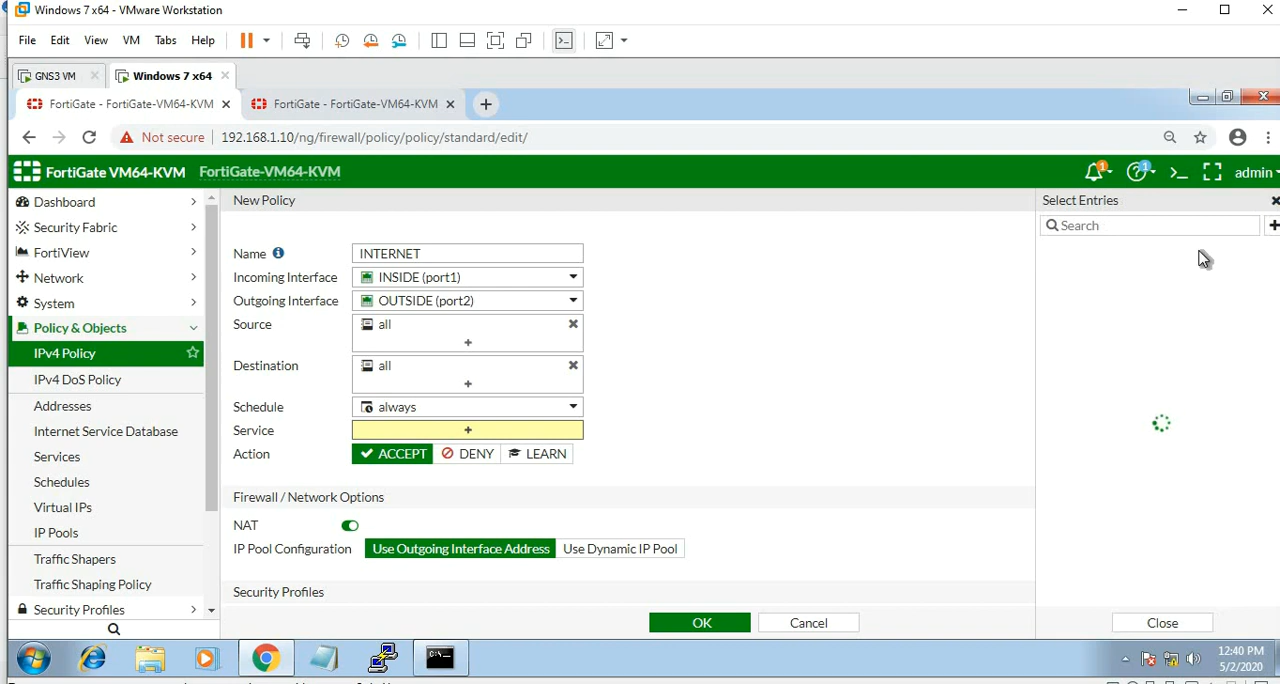 Windows 7 x64 - VMware Workstation
File Edit View VM Tabs Help
GNS3 VM Windows 7 x64
FortiGate - FortiGate-VM64-KVM FortiGate - FortiGate-VM64-KVM
Not secure 192.168.1.10/ng/firewall/policy/policy/standard/edit/
FortiGate VM64-KVM FortiGate-VM64-KVM 1 1 >_ admin
Dashboard
Security Fabric
FortiView
Network
System
Policy & Objects
IPv4 Policy
IPv4 DoS Policy
Addresses
Internet Service Database
Services
Schedules
Virtual IPs
IP Pools
Traffic Shapers
Traffic Shaping Policy
Security Profiles
New Policy
Name INTERNET
Incoming Interface INSIDE (port1)
Outgoing Interface OUTSIDE (port2)
Source all
+
Destination all
+
Schedule always
Service +
Action ACCEPT DENY LEARN
Firewall / Network Options
NAT
IP Pool Configuration Use Outgoing Interface Address Use Dynamic IP Pool
Security Profiles
OK Cancel
Select Entries
Search
Close
12:40 PM
5/2/2020